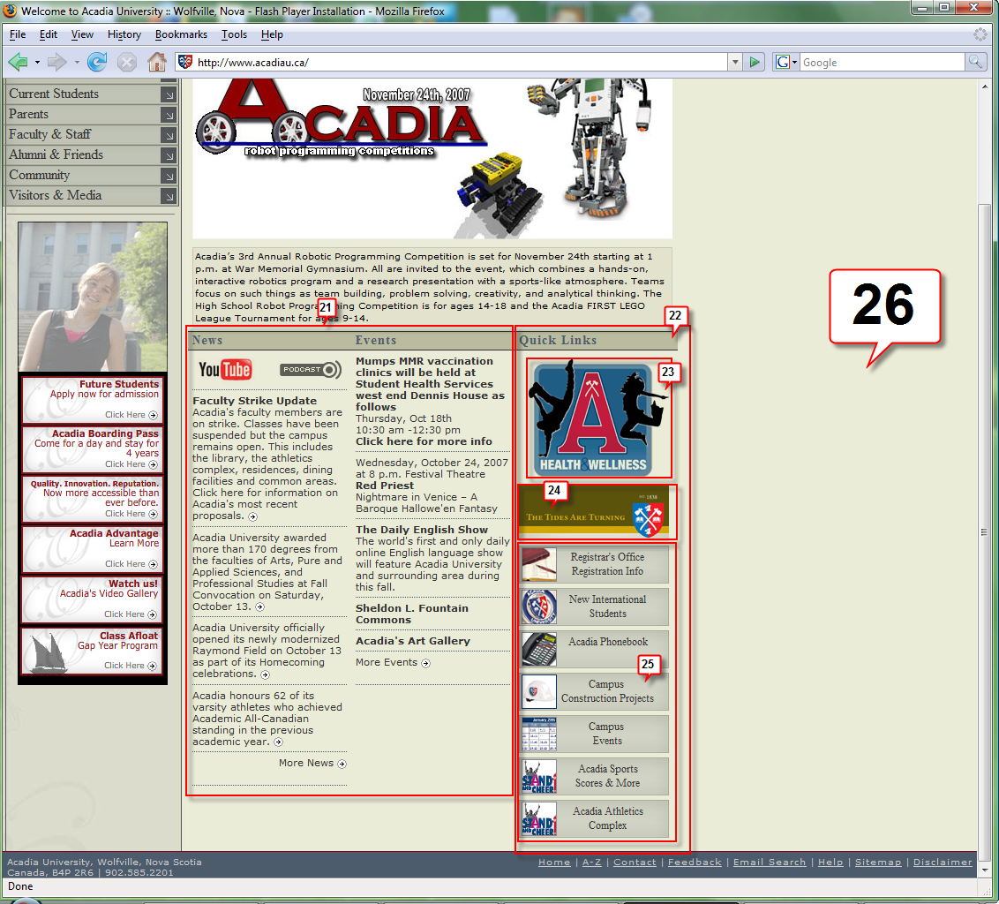 Welcome to Acadia University :: Wolfville, Nova - Flash Player Installation - Mozilla Firefox
File Edit View History Bookmarks Tools Help
http://www.acadiau.ca/
G Google
Current Students
Parents
Faculty & Staff
Alumni & Friends
Community
Visitors & Media
November 24th, 2007
ACADIA
robot programming competitions
Acadia's 3rd Annual Robotic Programming Competition is set for November 24th starting at 1
p.m. at War Memorial Gymnasium. All are invited to the event, which combines a hands-on,
interactive robotics program and a research presentation with a sports-like atmosphere. Teams
focus on such things as team building, problem solving, creativity, and analytical thinking. The
High School Robot Competition is for ages 14-18 and the Acadia FIRST LEGO
League Tournament for ages 9-14.
21
22
26
Future Students
Apply now for admission
Click Here
Acadia Boarding Pass
Come for a day and stay for
4 years
Click Here
Quality. Innovation. Reputation.
Now more accessible than
ever before.
Click Here
Acadia Advantage
Learn More
Click Here
Watch us!
Acadia's Video Gallery
Click Here
Class Afloat
Gap Year Program
Click Here
News
YouTube
PODCAST
Faculty Strike Update
Acadia's faculty members are
on strike. Classes have been
suspended but the campus
remains open. This includes
the library, the athletics
complex, residences, dining
facilities and common areas.
Click here for information on
Acadia's most recent
proposals.
Acadia University awarded
more than 170 degrees from
the faculties of Arts, Pure and
Applied Sciences, and
Professional Studies at Fall
Convocation on Saturday,
October 13.
Acadia University officially
opened its newly modernized
Raymond Field on October 13
as part of its Homecoming
celebrations.
Acadia honours 62 of its
varsity athletes who achieved
Academic All-Canadian
standing in the previous
academic year.
More News
Events
Mumps MMR vaccination
clinics will be held at
Student Health Services
west end Dennis House as
follows
Thursday, Oct 18th
10:30 am -12:30 pm
Click here for more info
Wednesday, October 24, 2007
at 8 p.m. Festival Theatre
Red Priest
Nightmare in Venice – A
Baroque Hallowe'en Fantasy
The Daily English Show
The world's first and only daily
online English language show
will feature Acadia University
and surrounding area during
this fall.
Sheldon L. Fountain
Commons
Acadia's Art Gallery
More Events
Quick Links
23
A
HEALTH & WELLNESS
24
EST. 1838
THE TIDES ARE TURNING
Registrar's Office
Registration Info
New International
Students
Acadia Phonebook
25
Campus
Construction Projects
January 2005
Campus
Events
STAND
AND CHEER!
Acadia Sports
Scores & More
STAND
AND CHEER!
Acadia Athletics
Complex
Acadia University, Wolfville, Nova Scotia
Canada, B4P 2R6 | 902.585.2201
Home | A-Z | Contact | Feedback | Email Search | Help | Sitemap | Disclaimer
Done